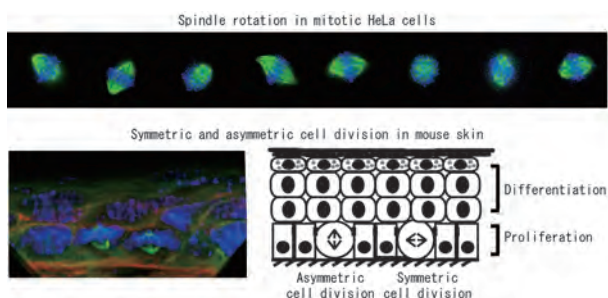 Spindle rotation in mitotic HeLa cells
Symmetric and asymmetric cell division in mouse skin
Differentiation
Proliferation
Asymmetric
cell division
Symmetric
cell division